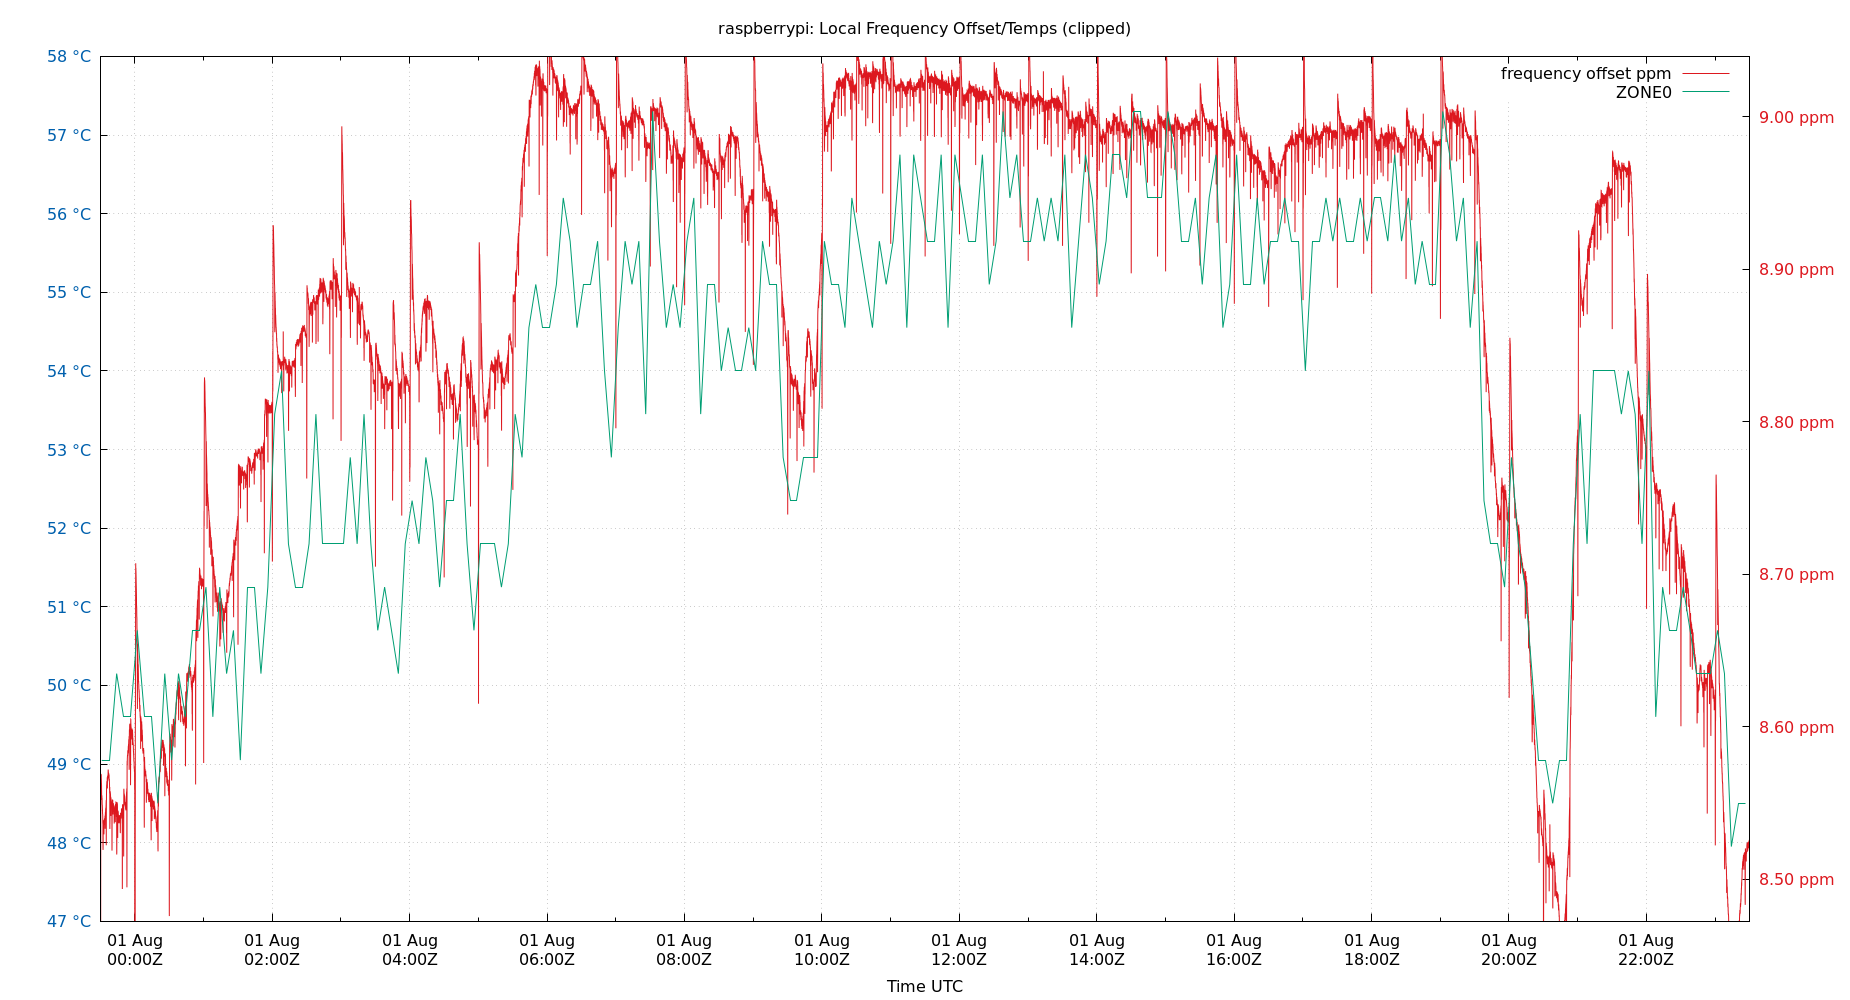 raspberrypi: Local Frequency Offset/Temps (clipped)
frequency offset ppm
ZONE0
58 °C
57 °C
56 °C
55 °C
54 °C
53 °C
52 °C
51 °C
50 °C
49 °C
48 °C
47 °C
9.00 ppm
8.90 ppm
8.80 ppm
8.70 ppm
8.60 ppm
8.50 ppm
01 Aug 01 Aug 01 Aug 01 Aug 01 Aug 01 Aug 01 Aug 01 Aug 01 Aug 01 Aug 01 Aug 01 Aug
00:00Z 02:00Z 04:00Z 06:00Z 08:00Z 10:00Z 12:00Z 14:00Z 16:00Z 18:00Z 20:00Z 22:00Z
Time UTC